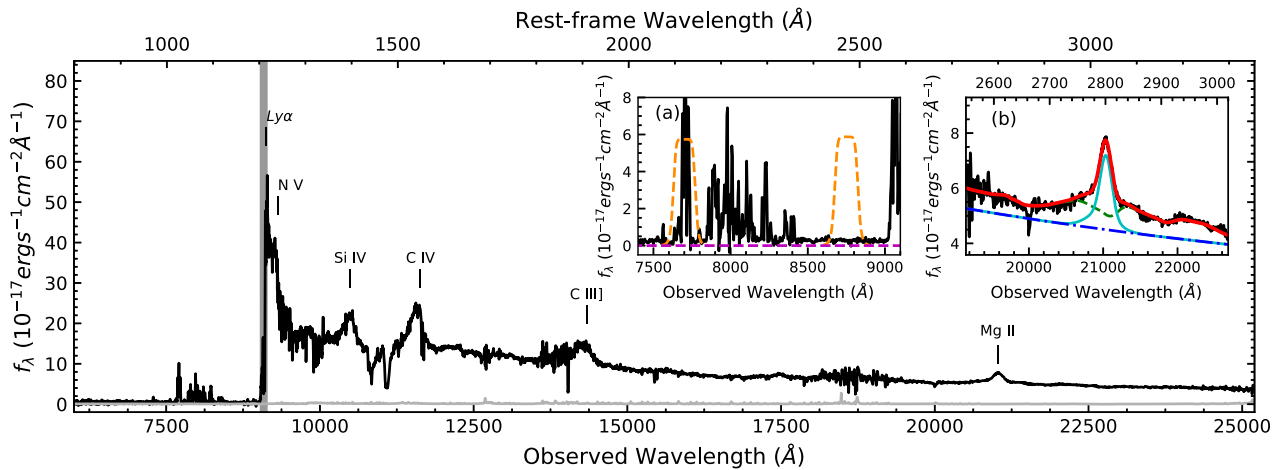 Rest-frame Wavelength (Å)
1000 1250 1500 1750 2000 2250 2500 2750 3000
f_λ (10^{-17}ergs^{-1}cm^{-2}Å^{-1})
80
70
60
50
40
30
20
10
0
Lyα
N V
Si IV
C IV
C III]
Mg II
(a)
f_λ (10^{-17}ergs^{-1}cm^{-2}Å^{-1})
8
6
4
2
0
7500 8000 8500 9000
Observed Wavelength (Å)
2600 2700 2800 2900 3000
(b)
f_λ (10^{-17}ergs^{-1}cm^{-2}Å^{-1})
8
6
4
20000 21000 22000
Observed Wavelength (Å)
7500 10000 12500 15000 17500 20000 22500 25000
Observed Wavelength (Å)